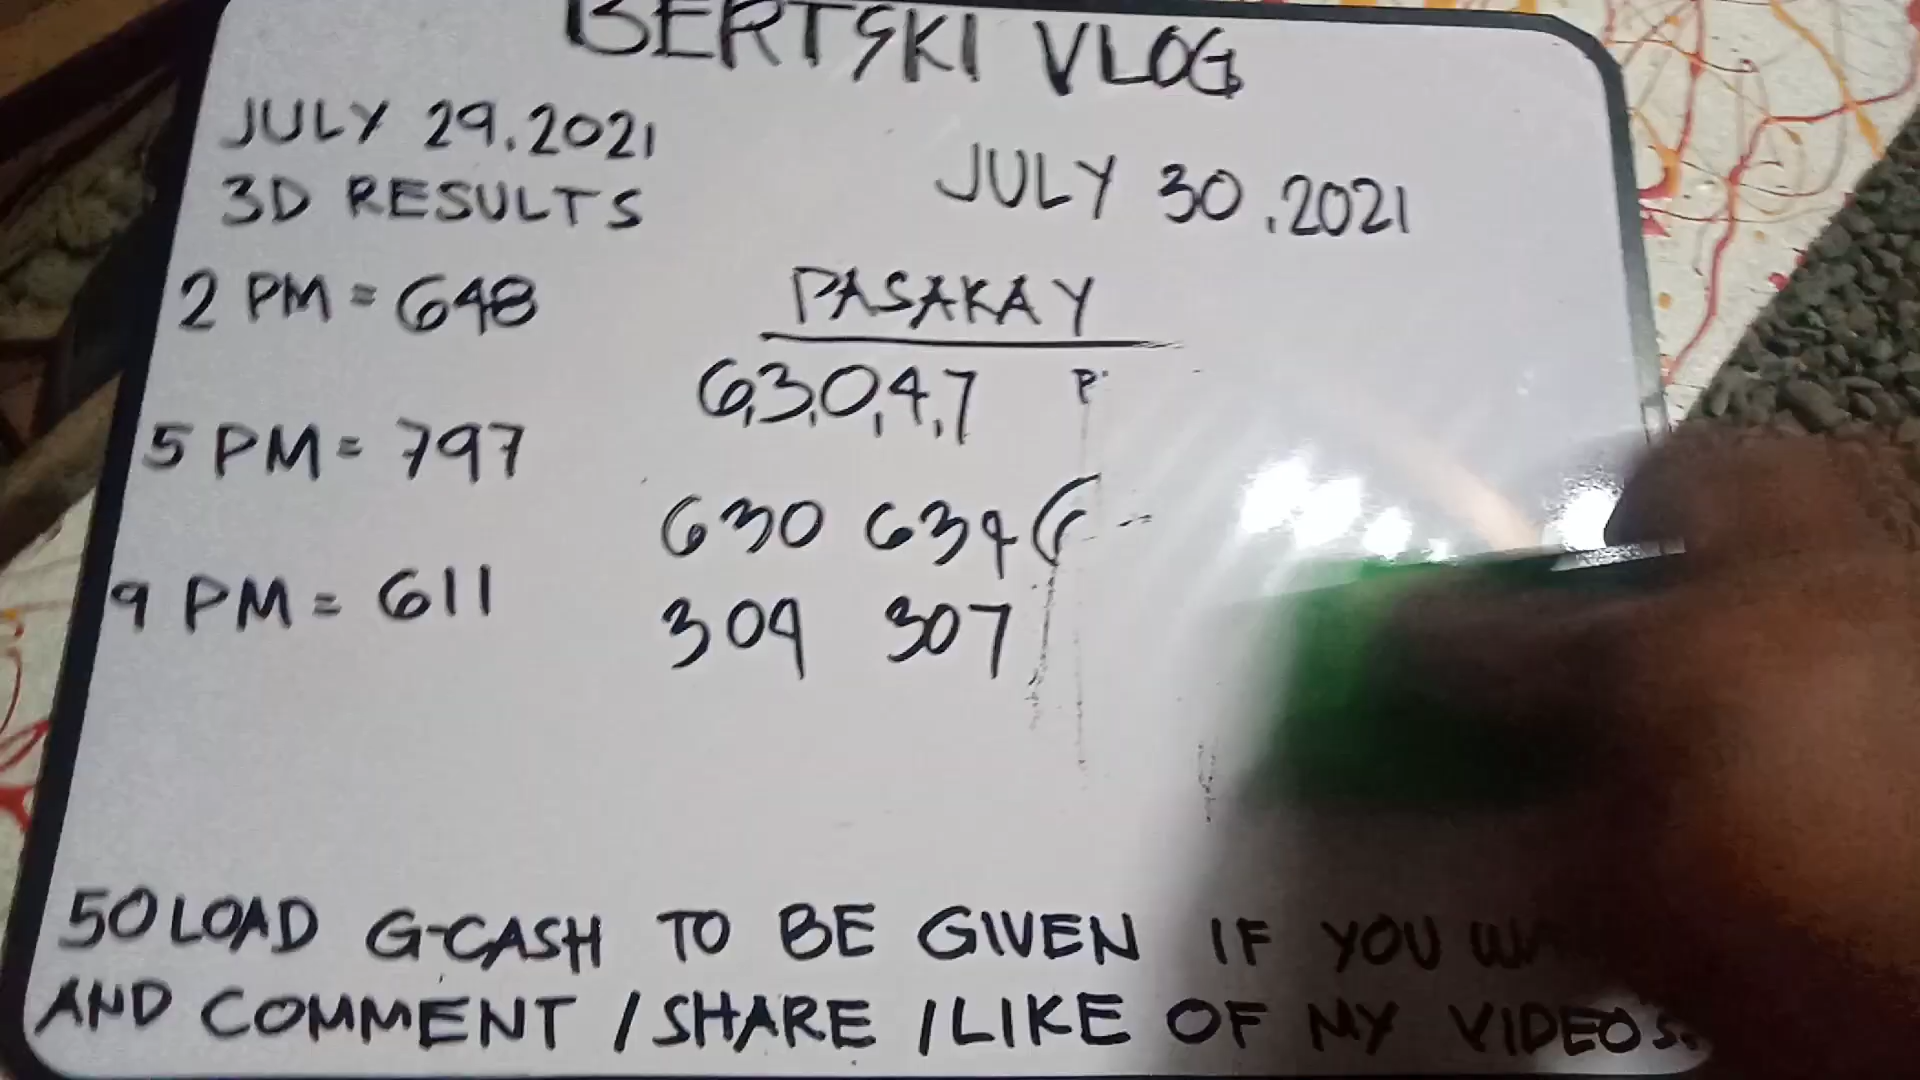 BERTSKI VLOG
JULY 29.2021
3D RESULTS
2 PM = 648
5 PM = 797
9 PM = 611
JULY 30.2021
PASAKAY
6,3,0,4,7
630 634
304 307
50 LOAD G-CASH TO BE GIVEN IF YOU
AND COMMENT / SHARE / LIKE OF MY VIDEOS.